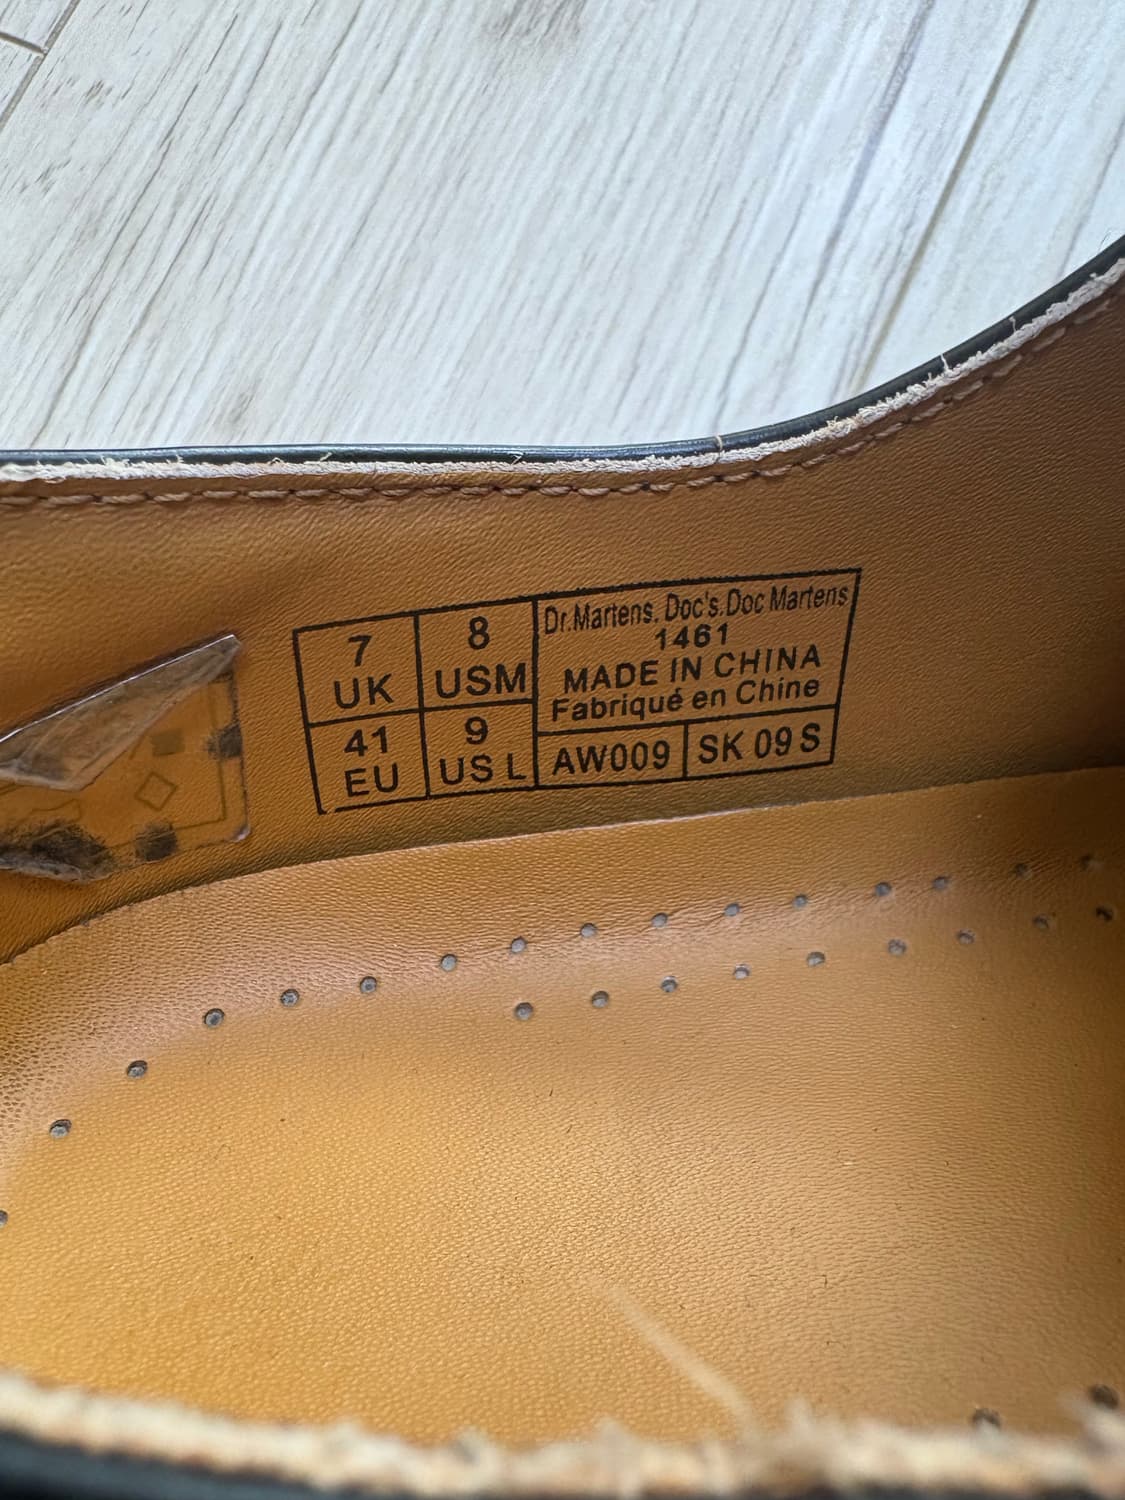 7
UK
8
USM
41
EU
9
US L
Dr.Martens. Doc's.Doc Martens
1461
MADE IN CHINA
Fabriqué en Chine
AW009
SK 09 S